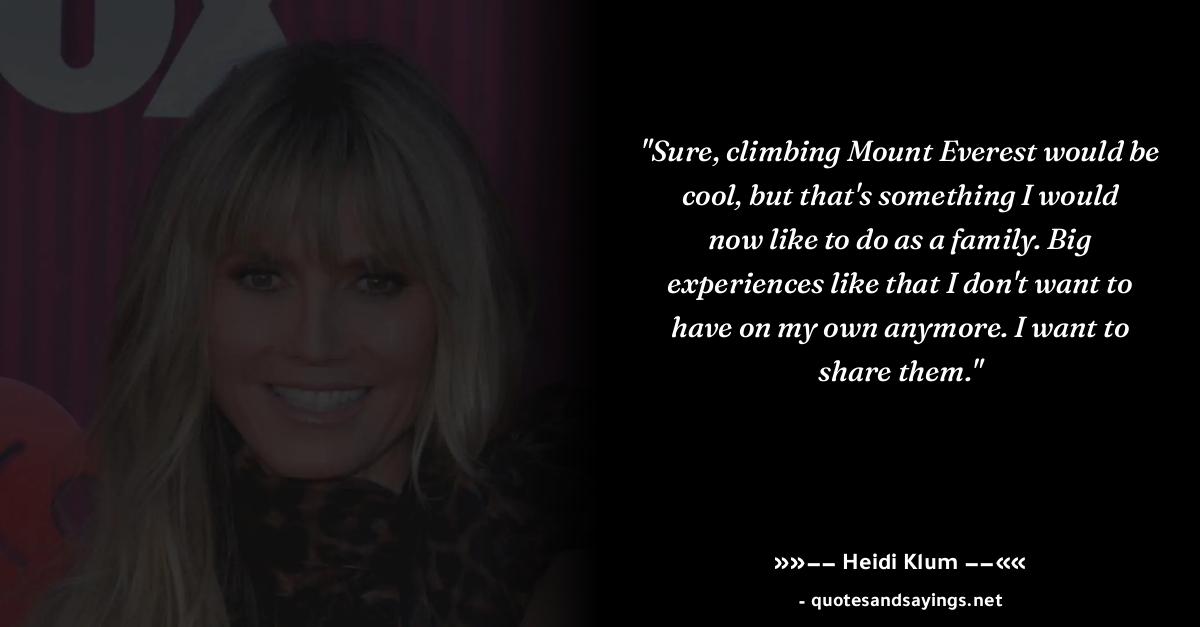 "Sure, climbing Mount Everest would be
cool, but that's something I would
now like to do as a family. Big
experiences like that I don't want to
have on my own anymore. I want to
share them."
»»−− Heidi Klum −−««
- quotesandsayings.net